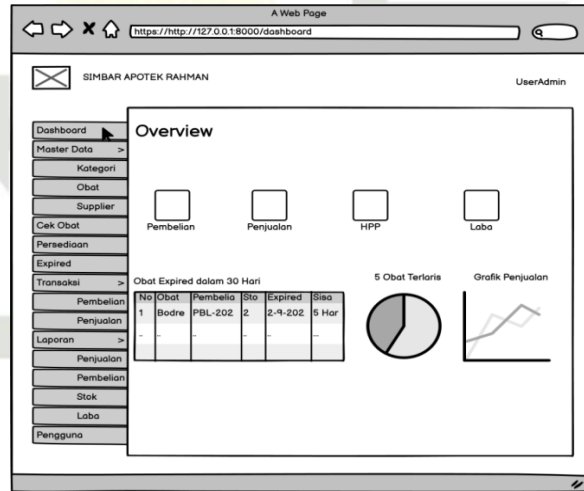 A Web Page
https://http://127.0.0.1:8000/dashboard
SIMBAR APOTEK RAHMAN
UserAdmin
Dashboard
Master Data >
Kategori
Obat
Supplier
Cek Obat
Persediaan
Expired
Transaksi >
Pembelian
Penjualan
Laporan >
Penjualan
Pembelian
Stok
Laba
Pengguna
Overview
Pembelian Penjualan HPP Laba
Obat Expired dalam 30 Hari
No Obat Pembelia Sto Expired Sisa
1 Bodre PBL-202 2 2-9-202 5 Har
5 Obat Terlaris
Grafik Penjualan